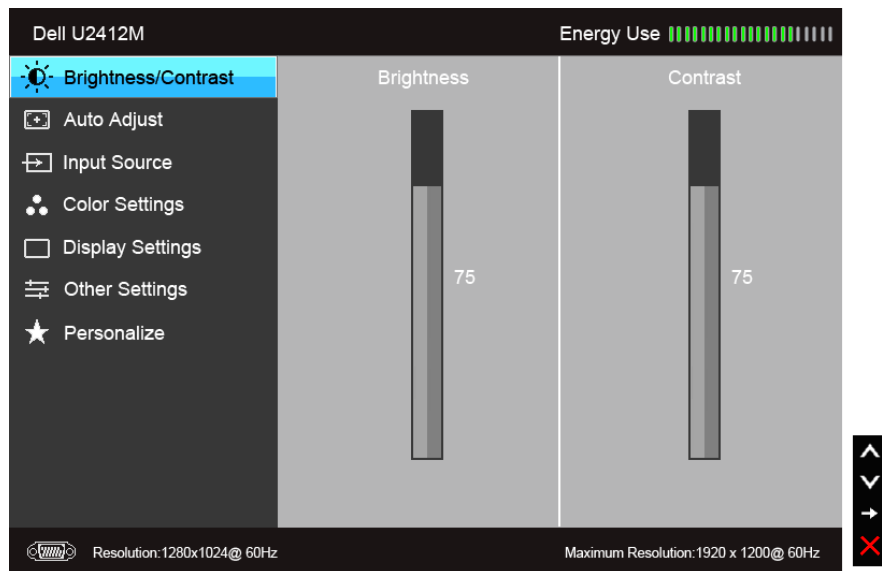 Dell U2412M
Energy Use
Brightness/Contrast
Auto Adjust
Input Source
Color Settings
Display Settings
Other Settings
Personalize
Brightness
75
Contrast
75
Resolution:1280x1024@ 60Hz
Maximum Resolution:1920 x 1200@ 60Hz